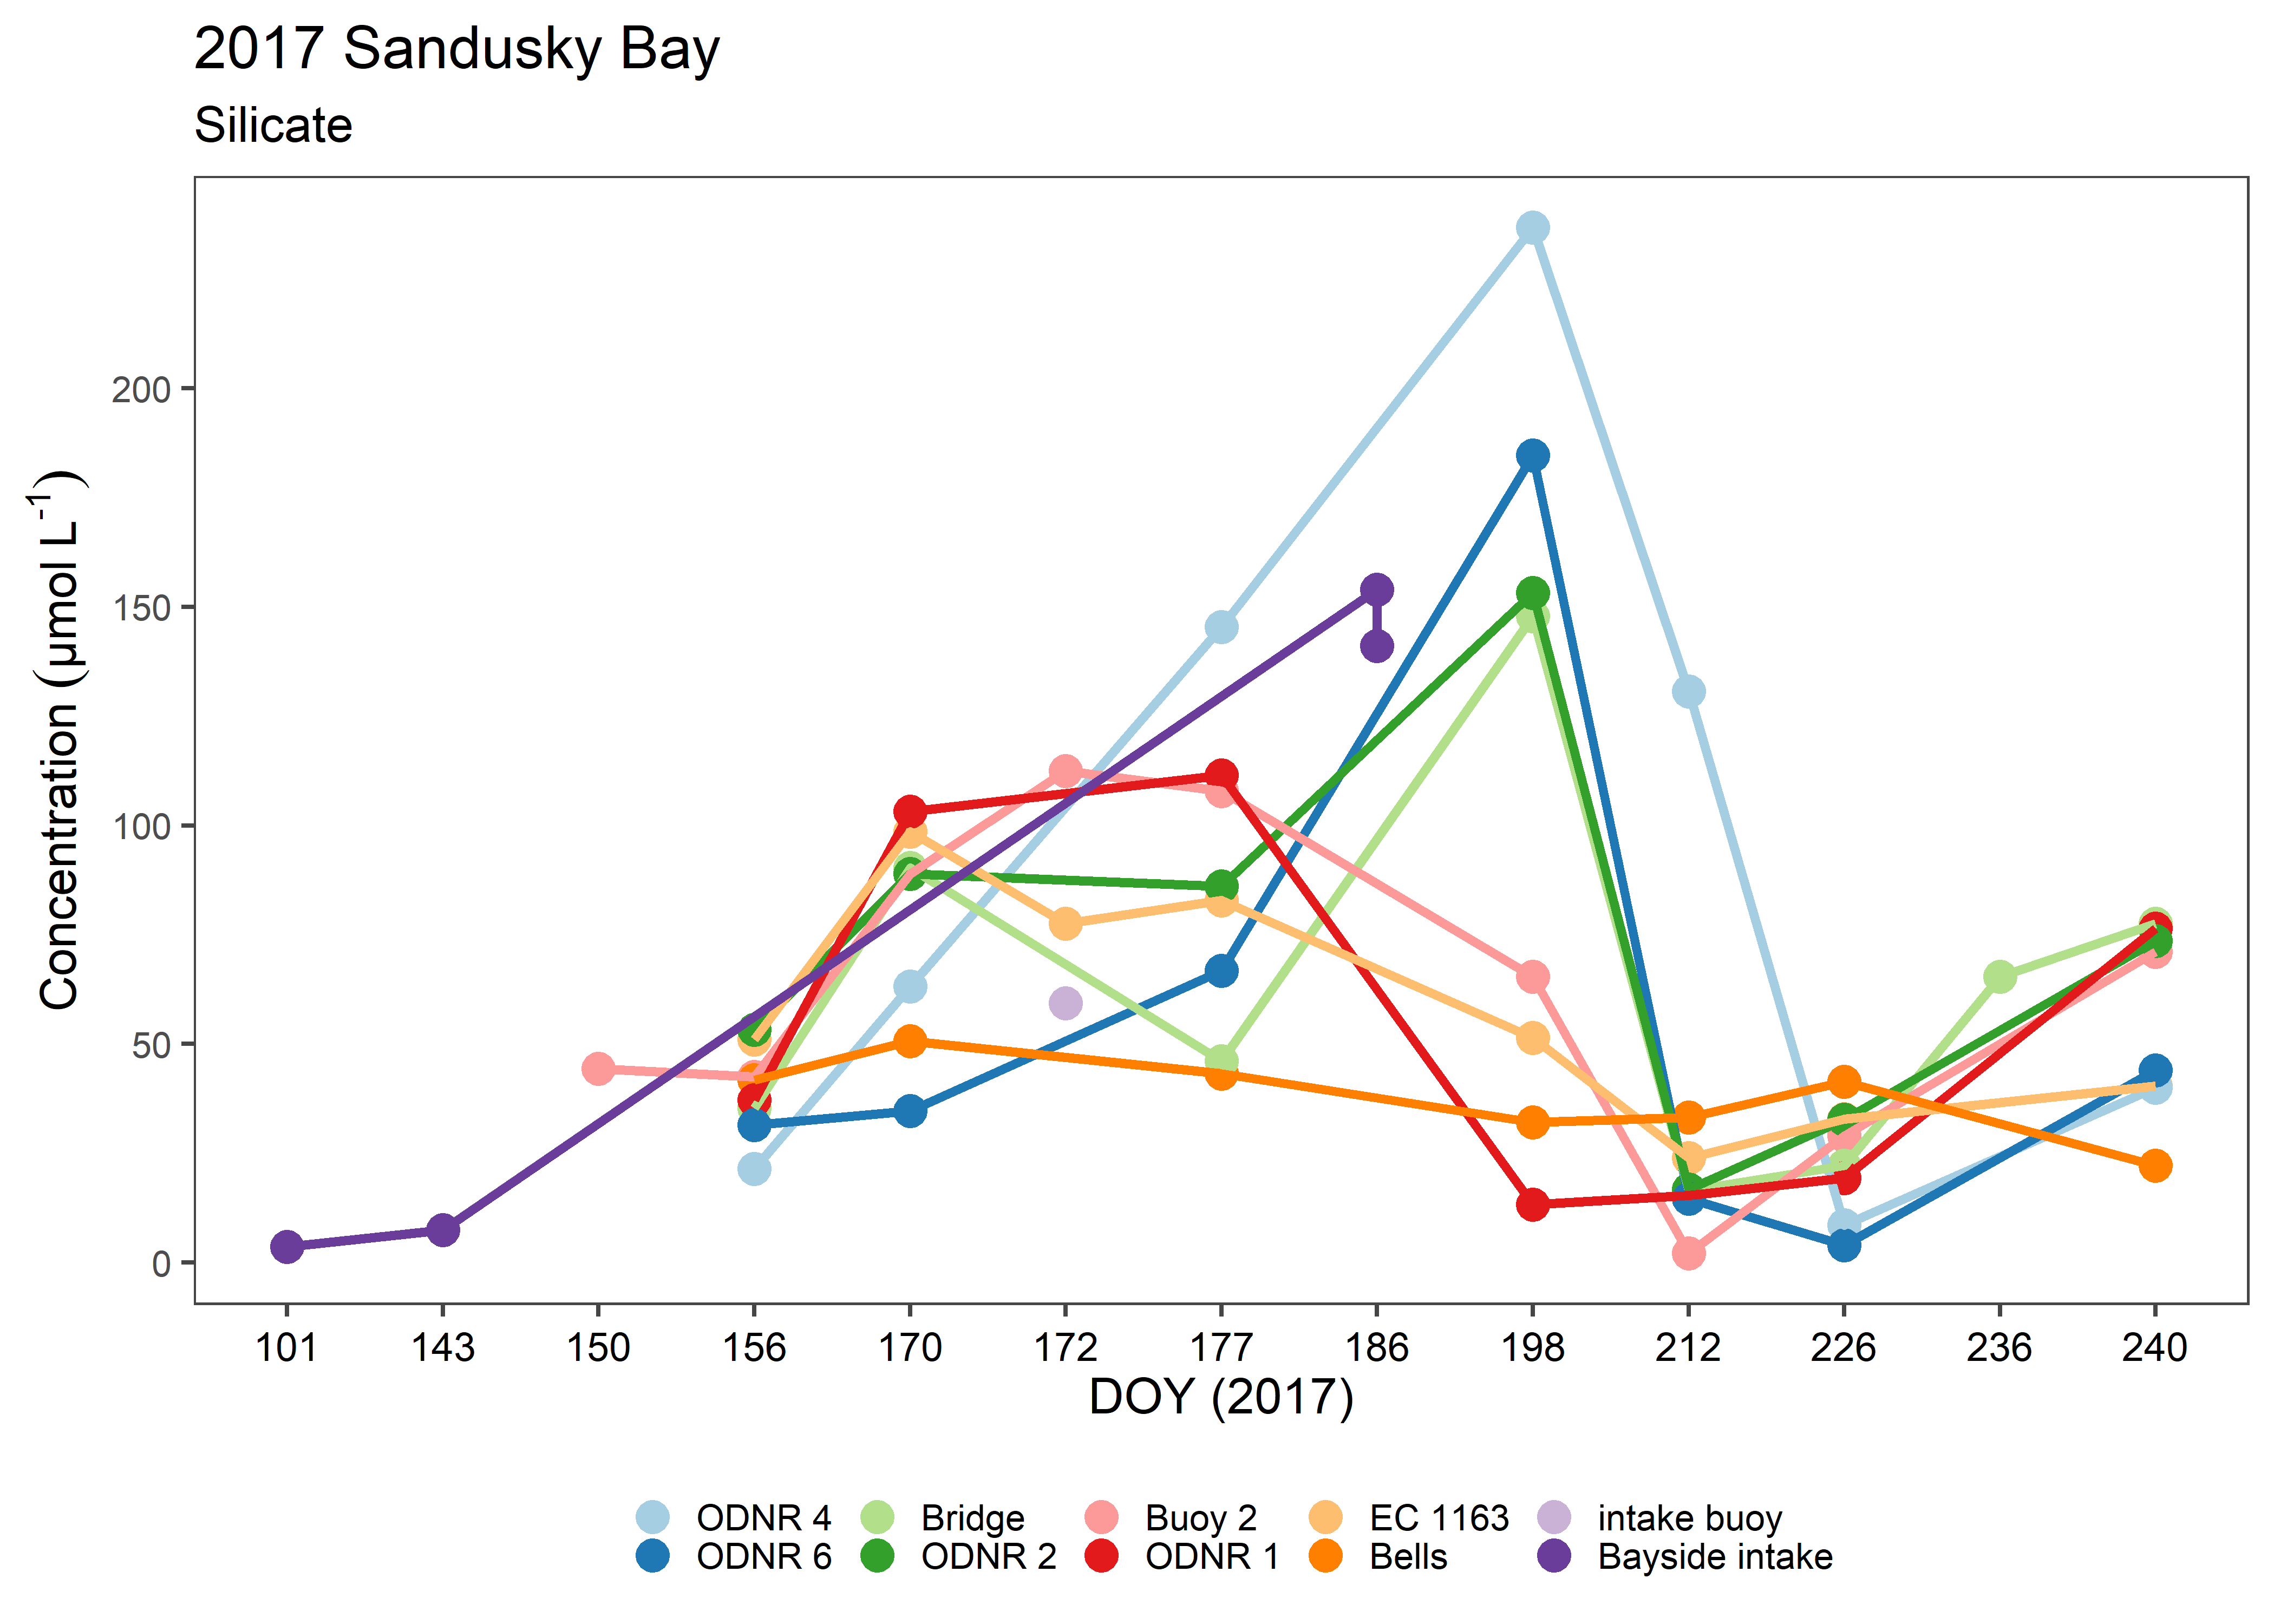 2017 Sandusky Bay
Silicate
Concentration (µmol L-1)
200
150
100
50
0
101 143 150 156 170 172 177 186 198 212 226 236 240
DOY (2017)
ODNR 4 Bridge Buoy 2 EC 1163 intake buoy
ODNR 6 ODNR 2 ODNR 1 Bells Bayside intake